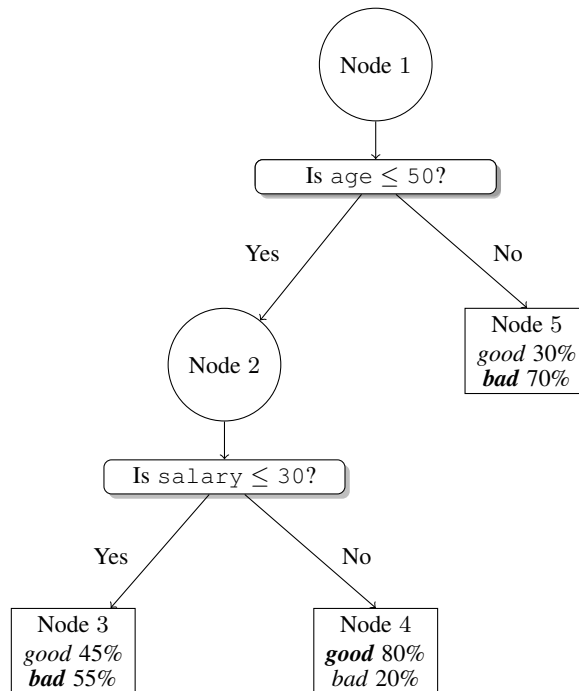 Node 1
Is age ≤ 50?
Yes
No
Node 5
good 30%
bad 70%
Node 2
Is salary ≤ 30?
Yes
No
Node 3
good 45%
bad 55%
Node 4
good 80%
bad 20%